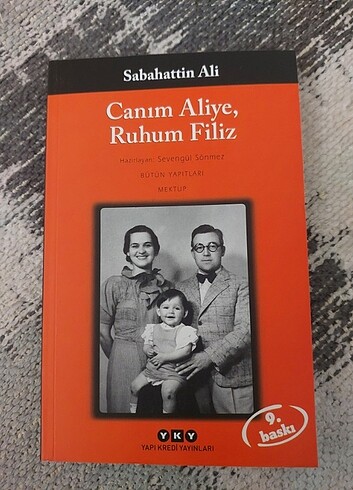 Sabahattin Ali
Canım Aliye,
Ruhum Filiz
Hazırlayan: Sevengül Sönmez
BÜTÜN YAPITLARI
MEKTUP
9.
baskı
YKY
YAPI KREDİ YAYINLARI